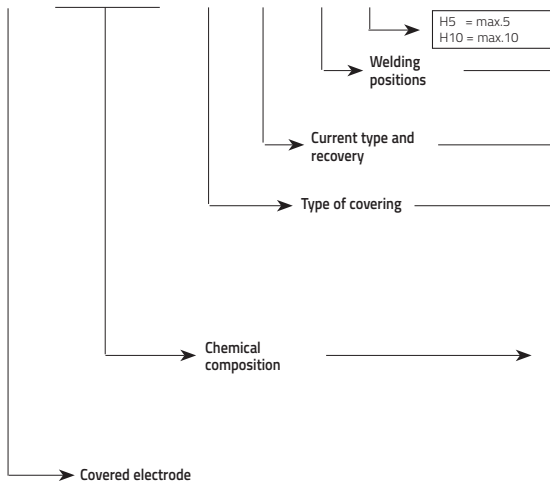 H5 = max.5
H10 = max.10
Welding
positions
Current type and
recovery
Type of covering
Chemical
composition
Covered electrode